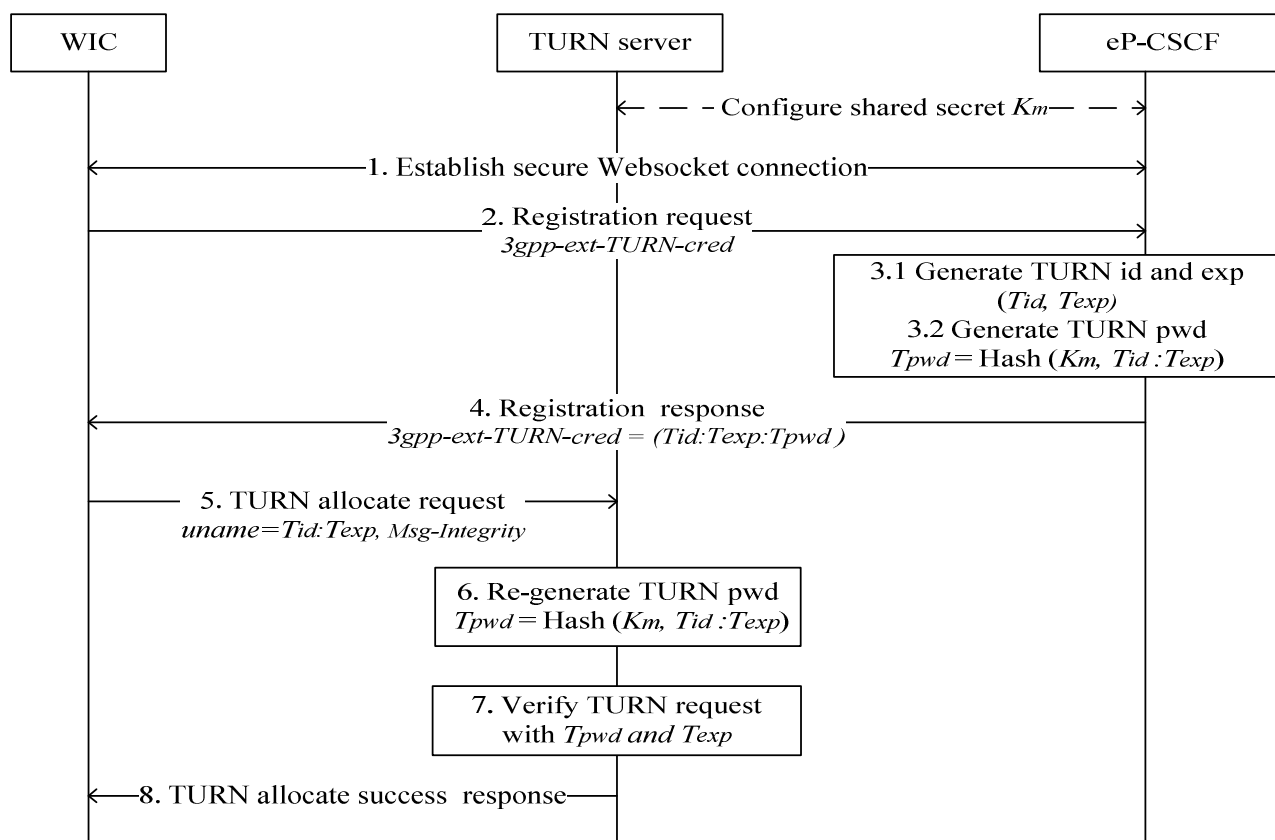 WIC
TURN server
eP-CSCF
Configure shared secret Km
1. Establish secure Websocket connection
2. Registration request
3gpp-ext-TURN-cred
3.1 Generate TURN id and exp
(Tid, Texp)
3.2 Generate TURN pwd
Tpwd = Hash (Km, Tid :Texp)
4. Registration response
3gpp-ext-TURN-cred = (Tid:Texp:Tpwd )
5. TURN allocate request
uname=Tid:Texp, Msg-Integrity
6. Re-generate TURN pwd
Tpwd = Hash (Km, Tid :Texp)
7. Verify TURN request
with Tpwd and Texp
8. TURN allocate success response